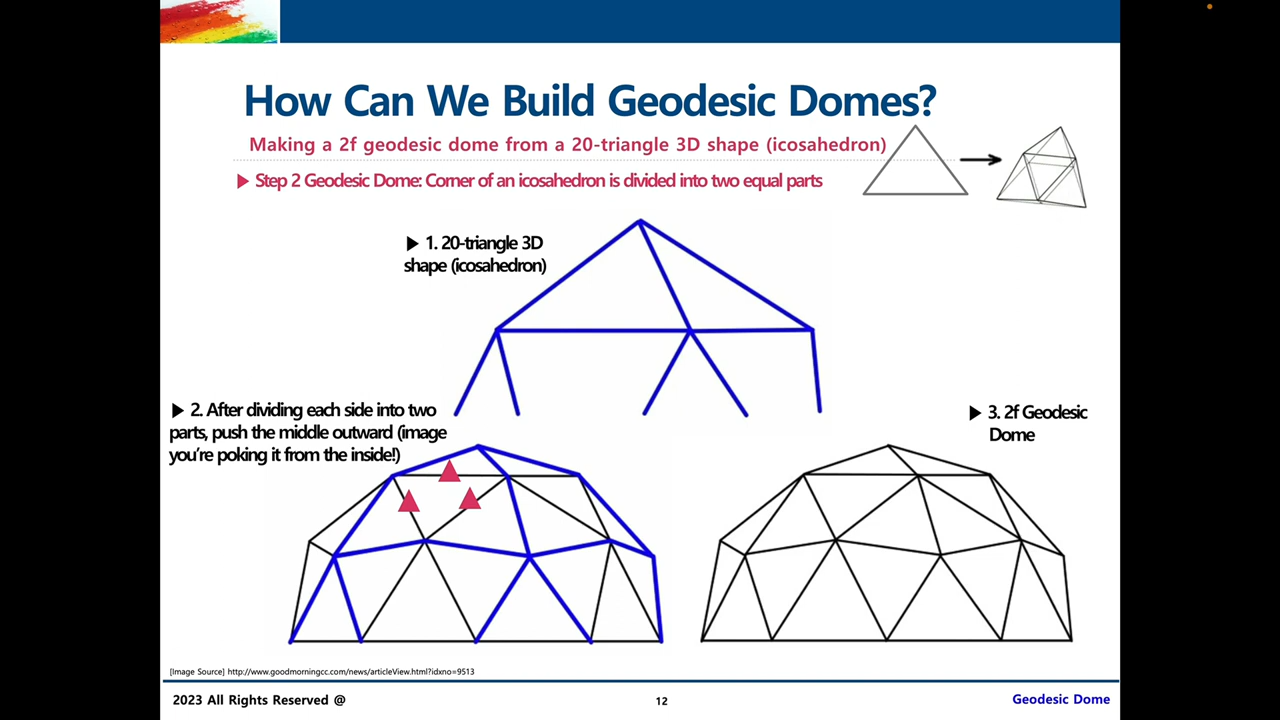 How Can We Build Geodesic Domes?
Making a 2f geodesic dome from a 20-triangle 3D shape (icosahedron)
▶ Step 2 Geodesic Dome: Corner of an icosahedron is divided into two equal parts
▶ 1. 20-triangle 3D
shape (icosahedron)
▶ 2. After dividing each side into two
parts, push the middle outward (image
you're poking it from the inside!)
▶ 3. 2f Geodesic
Dome
[Image Source] http://www.goodmorningcc.com/news/articleView.html?idxno=9513
2023 All Rights Reserved @
12
Geodesic Dome